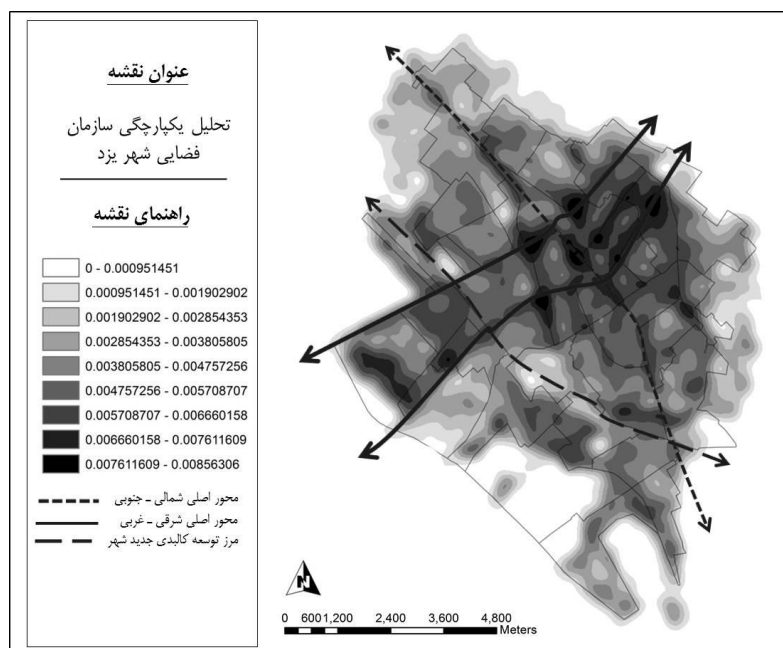 عنوان نقشه
تحلیل یکپارچگی سازمان
فضایی شهر یزد
راهنمای نقشه
0 - 0.000951451
0.000951451 - 0.001902902
0.001902902 - 0.002854353
0.002854353 - 0.003805805
0.003805805 - 0.004757256
0.004757256 - 0.005708707
0.005708707 - 0.006660158
0.006660158 - 0.007611609
0.007611609 - 0.00856306
محور اصلی شمالی - جنوبی
محور اصلی شرقی - غربی
مرز توسعه کالبدی جدید شهر
N
0 600 1,200 2,400 3,600 4,800
Meters